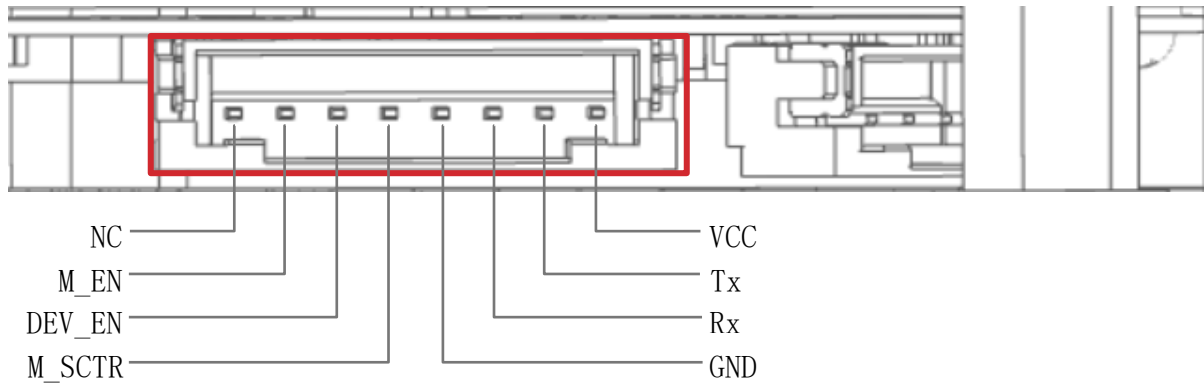 NC
VCC
M_EN
Tx
DEV_EN
Rx
M_SCTR
GND